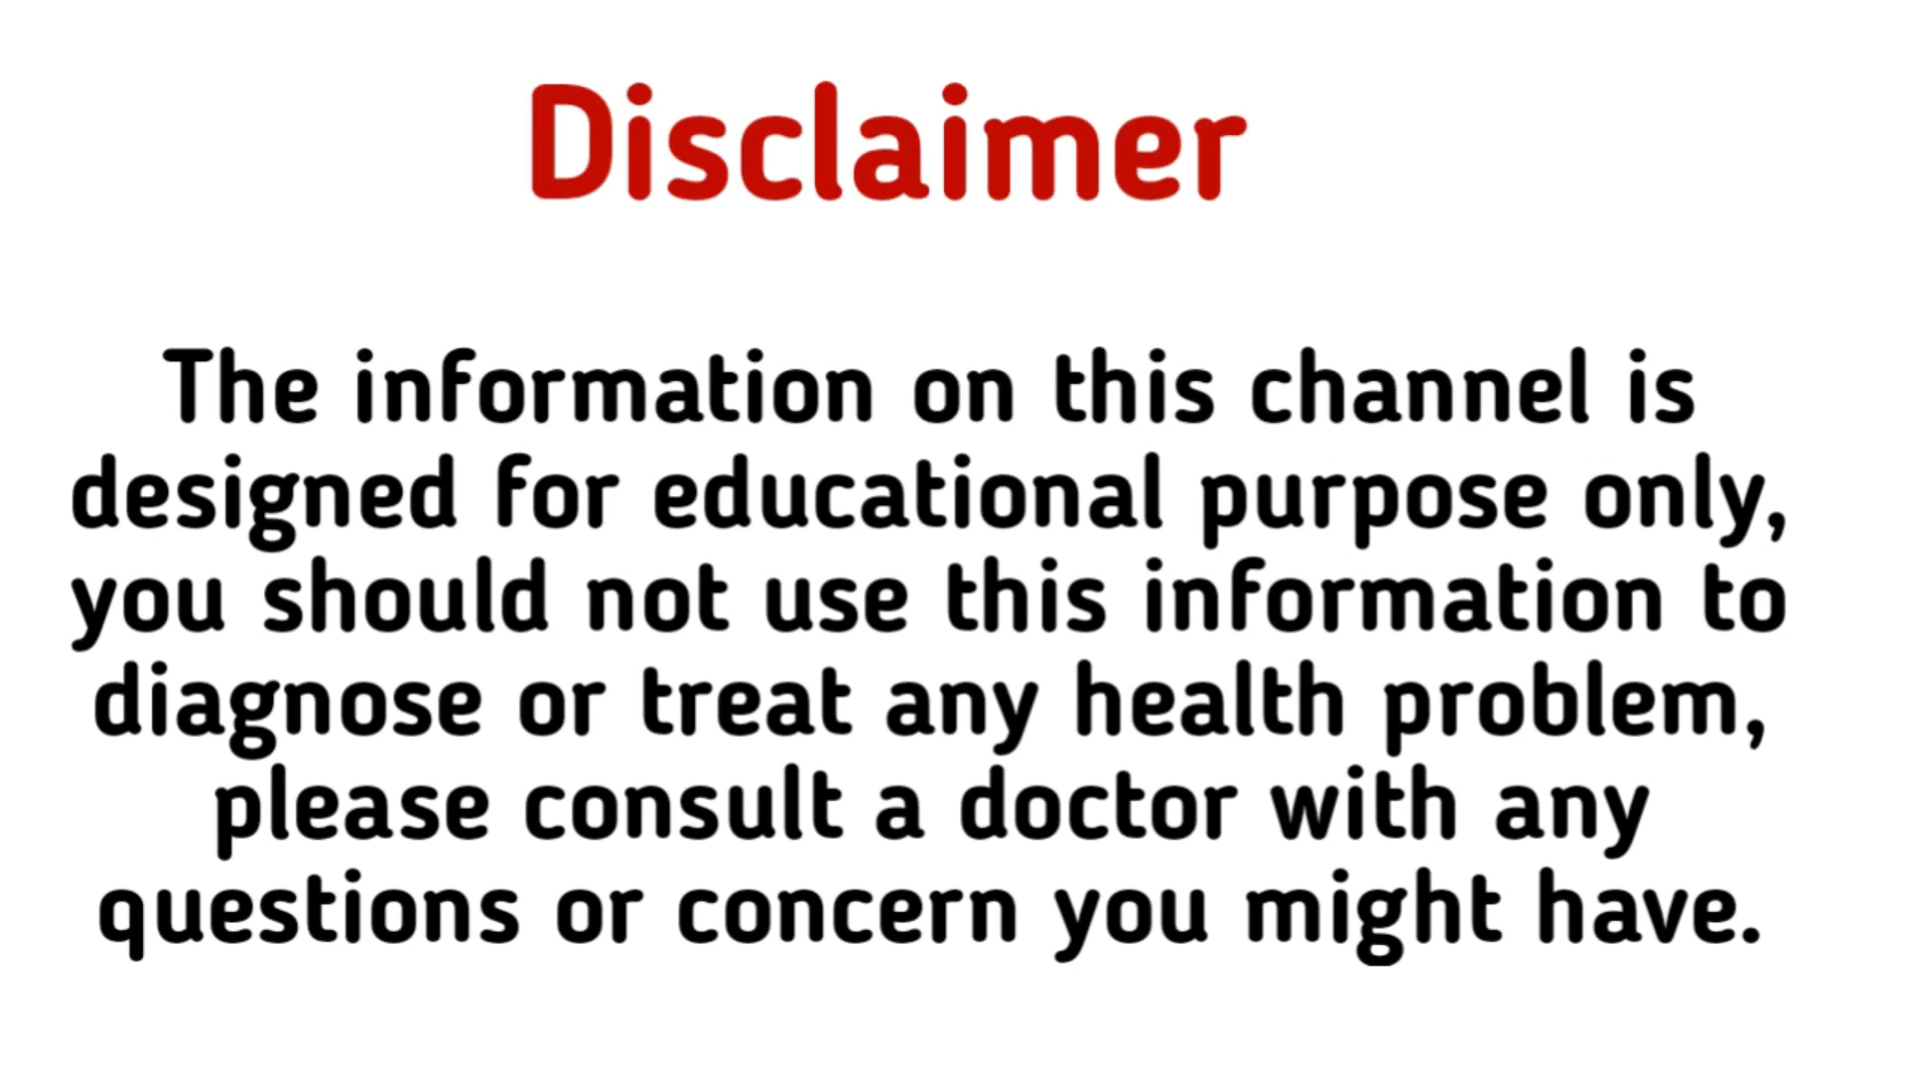 Disclaimer
The information on this channel is
designed for educational purpose only,
you should not use this information to
diagnose or treat any health problem,
please consult a doctor with any
questions or concern you might have.